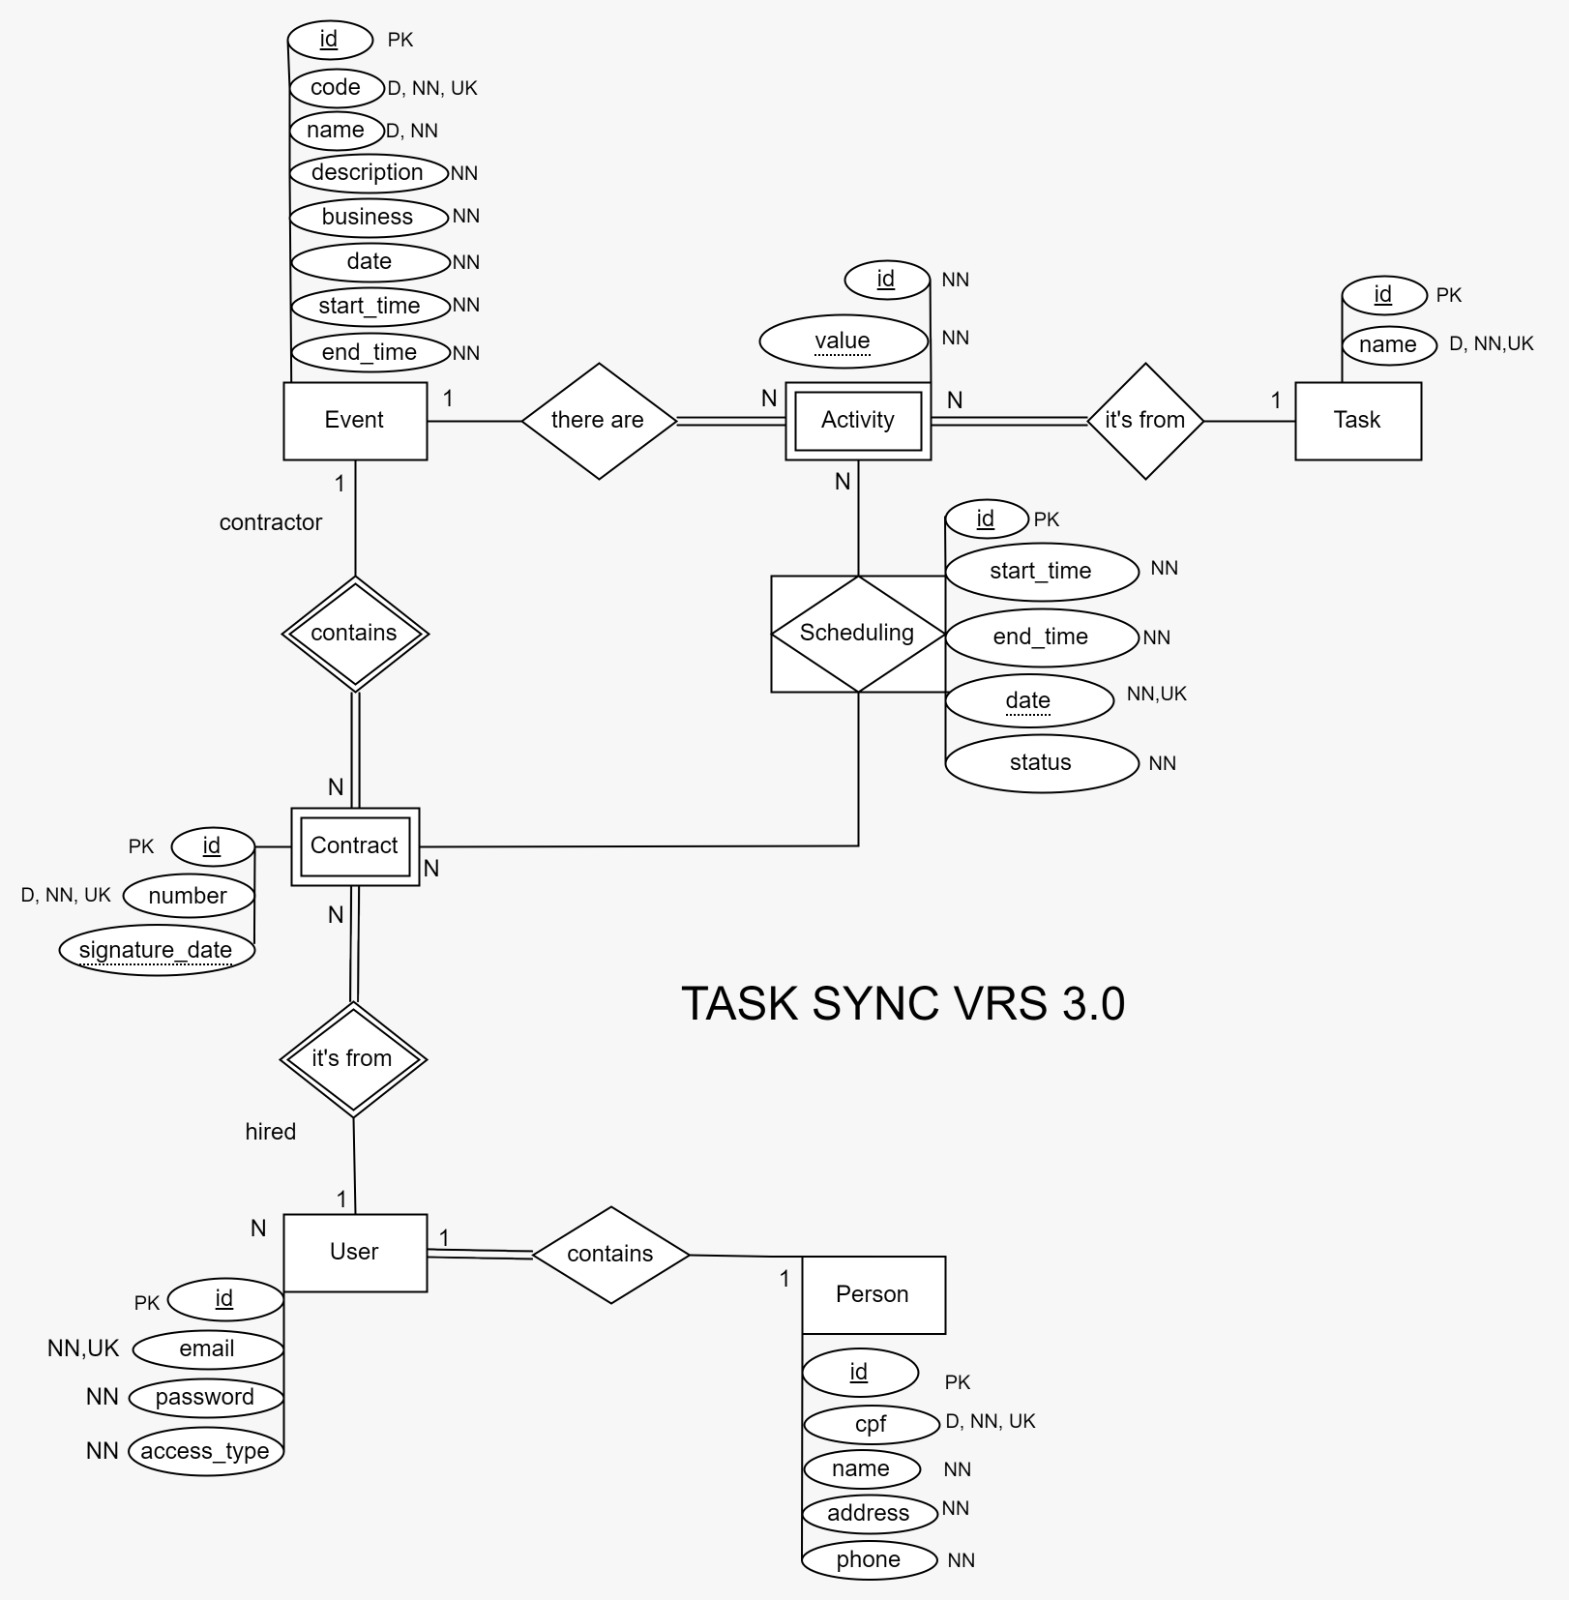 id PK
code D, NN, UK
name D, NN
description NN
business NN
date NN
start_time NN
end_time NN
id NN
value NN
id PK
name D, NN,UK
Event 1 there are N Activity N it's from 1 Task
1
contractor
contains
N
N
Scheduling
id PK
start_time NN
end_time NN
date NN,UK
status NN
PK id
D, NN, UK number
signature_date
Contract N
N
TASK SYNC VRS 3.0
it's from
hired
1
N User 1 contains 1 Person
PK id
NN,UK email
NN password
NN access_type
id PK
cpf D, NN, UK
name NN
address NN
phone NN